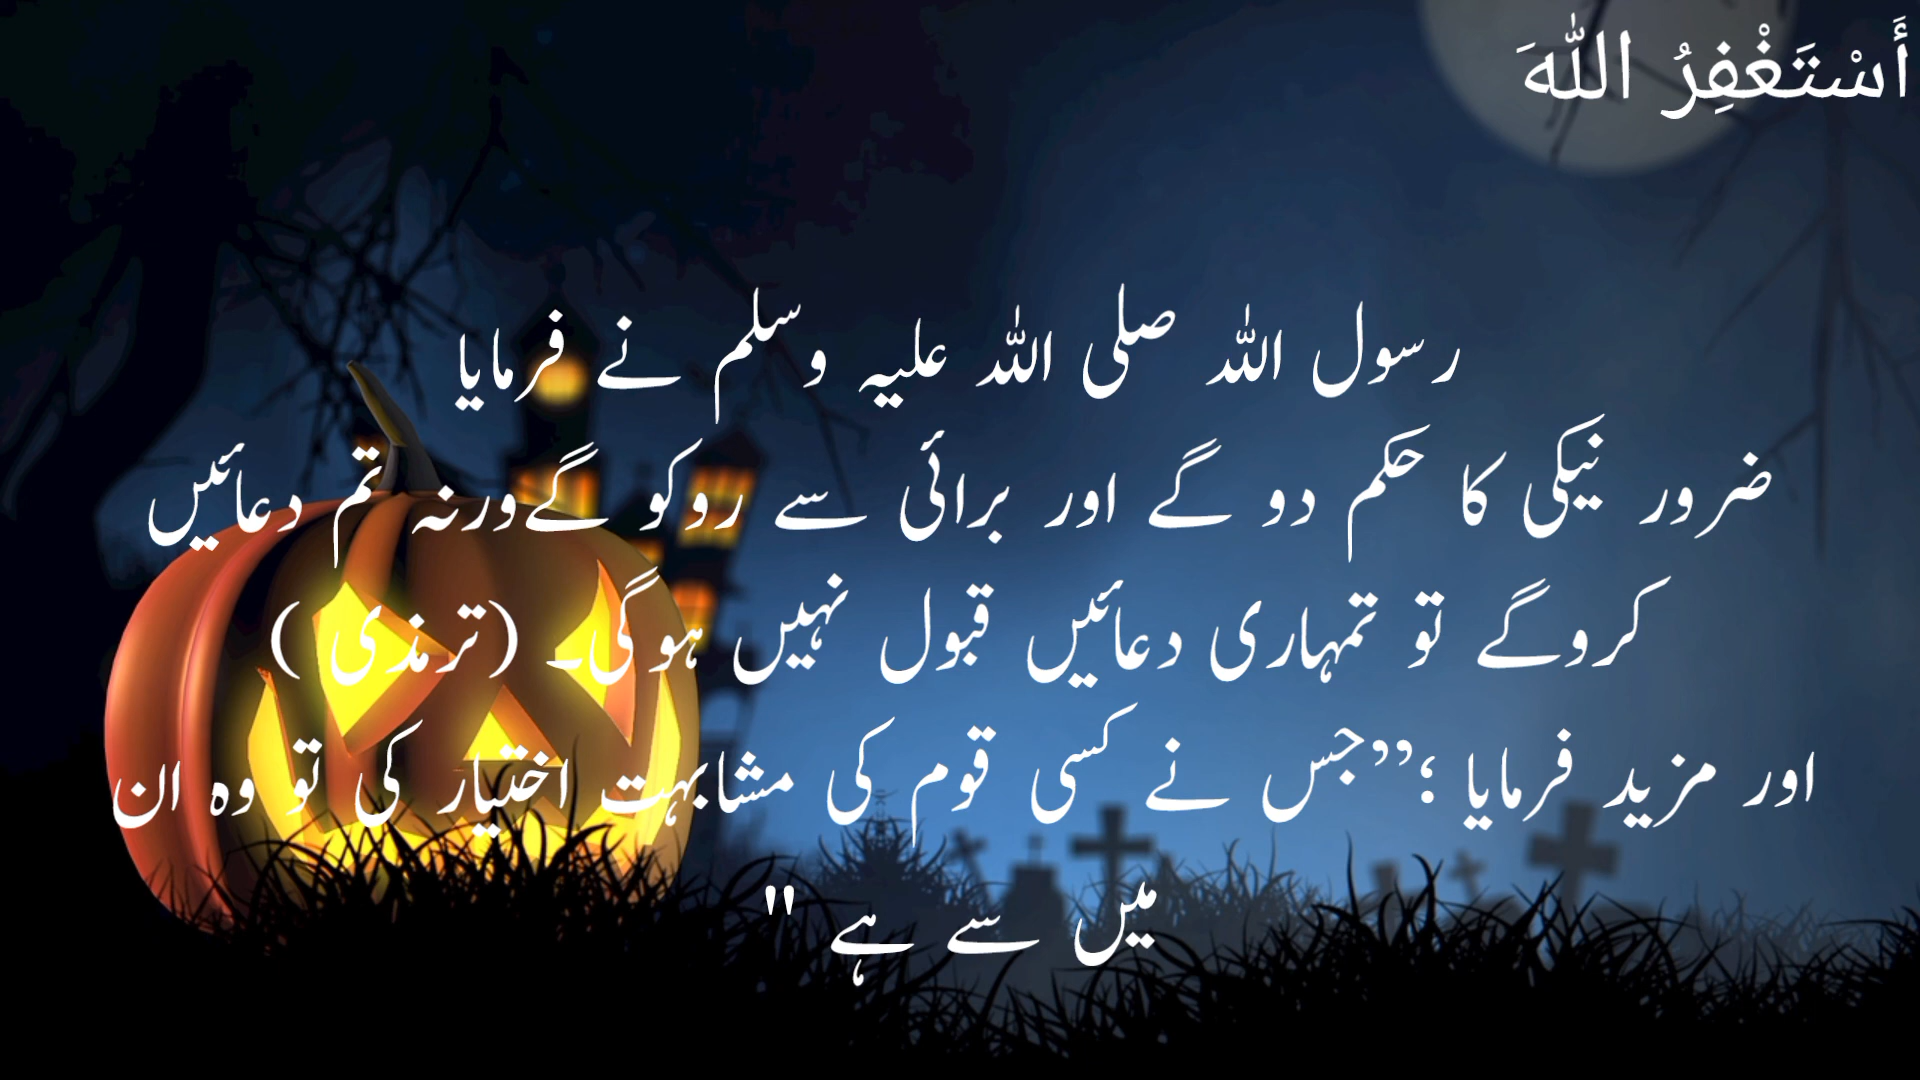 أَسْتَغْفِرُ اللّٰهَ
رسول اللہ صلی اللہ علیہ وسلم نے فرمایا
ضرور نیکی کا حکم دو گے اور برائی سے روکو گےورنہ تم دعائیں
کروگے تو تمہاری دعائیں قبول نہیں ہوگی۔ (ترمذی )
اور مزید فرمایا ؛’’جس نے کسی قوم کی مشابہت اختیار کی تو وہ ان
میں سے ہے "